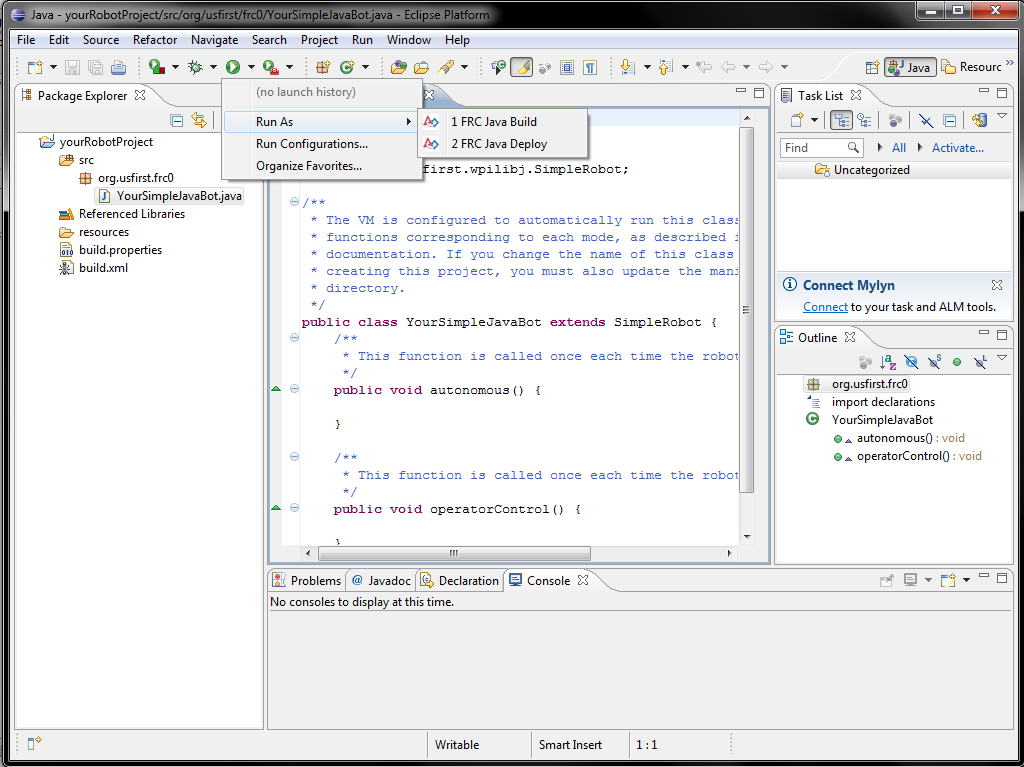 Java - yourRobotProject/src/org/usfirst/frc0/YourSimpleJavaBot.java - Eclipse Platform
File Edit Source Refactor Navigate Search Project Run Window Help
Java
Resourc
Package Explorer
yourRobotProject
src
org.usfirst.frc0
YourSimpleJavaBot.java
Referenced Libraries
resources
build.properties
build.xml
(no launch history)
Run As
Run Configurations...
Organize Favorites...
1 FRC Java Build
2 FRC Java Deploy
first.wpilibj.SimpleRobot;
/**
* The VM is configured to automatically run this clas
* functions corresponding to each mode, as described i
* documentation. If you change the name of this class
* creating this project, you must also update the mani
* directory.
*/
public class YourSimpleJavaBot extends SimpleRobot {
/**
* This function is called once each time the robot
*/
public void autonomous() {
}
/**
* This function is called once each time the robot
*/
public void operatorControl() {
}
Task List
Find
All
Activate...
Uncategorized
Connect Mylyn
Connect to your task and ALM tools.
Outline
org.usfirst.frc0
import declarations
YourSimpleJavaBot
autonomous() : void
operatorControl() : void
Problems @ Javadoc Declaration Console
No consoles to display at this time.
Writable Smart Insert 1 : 1